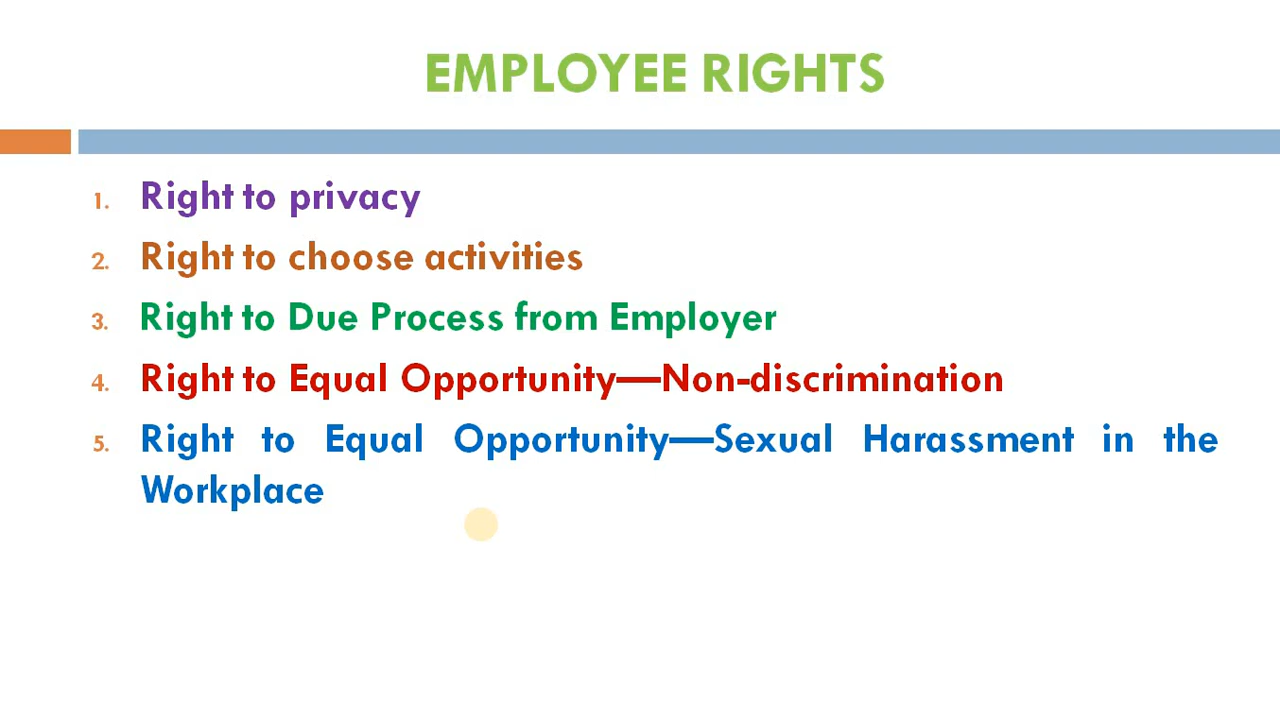 EMPLOYEE RIGHTS
1. Right to privacy
2. Right to choose activities
3. Right to Due Process from Employer
4. Right to Equal Opportunity—Non-discrimination
5. Right to Equal Opportunity—Sexual Harassment in the
Workplace